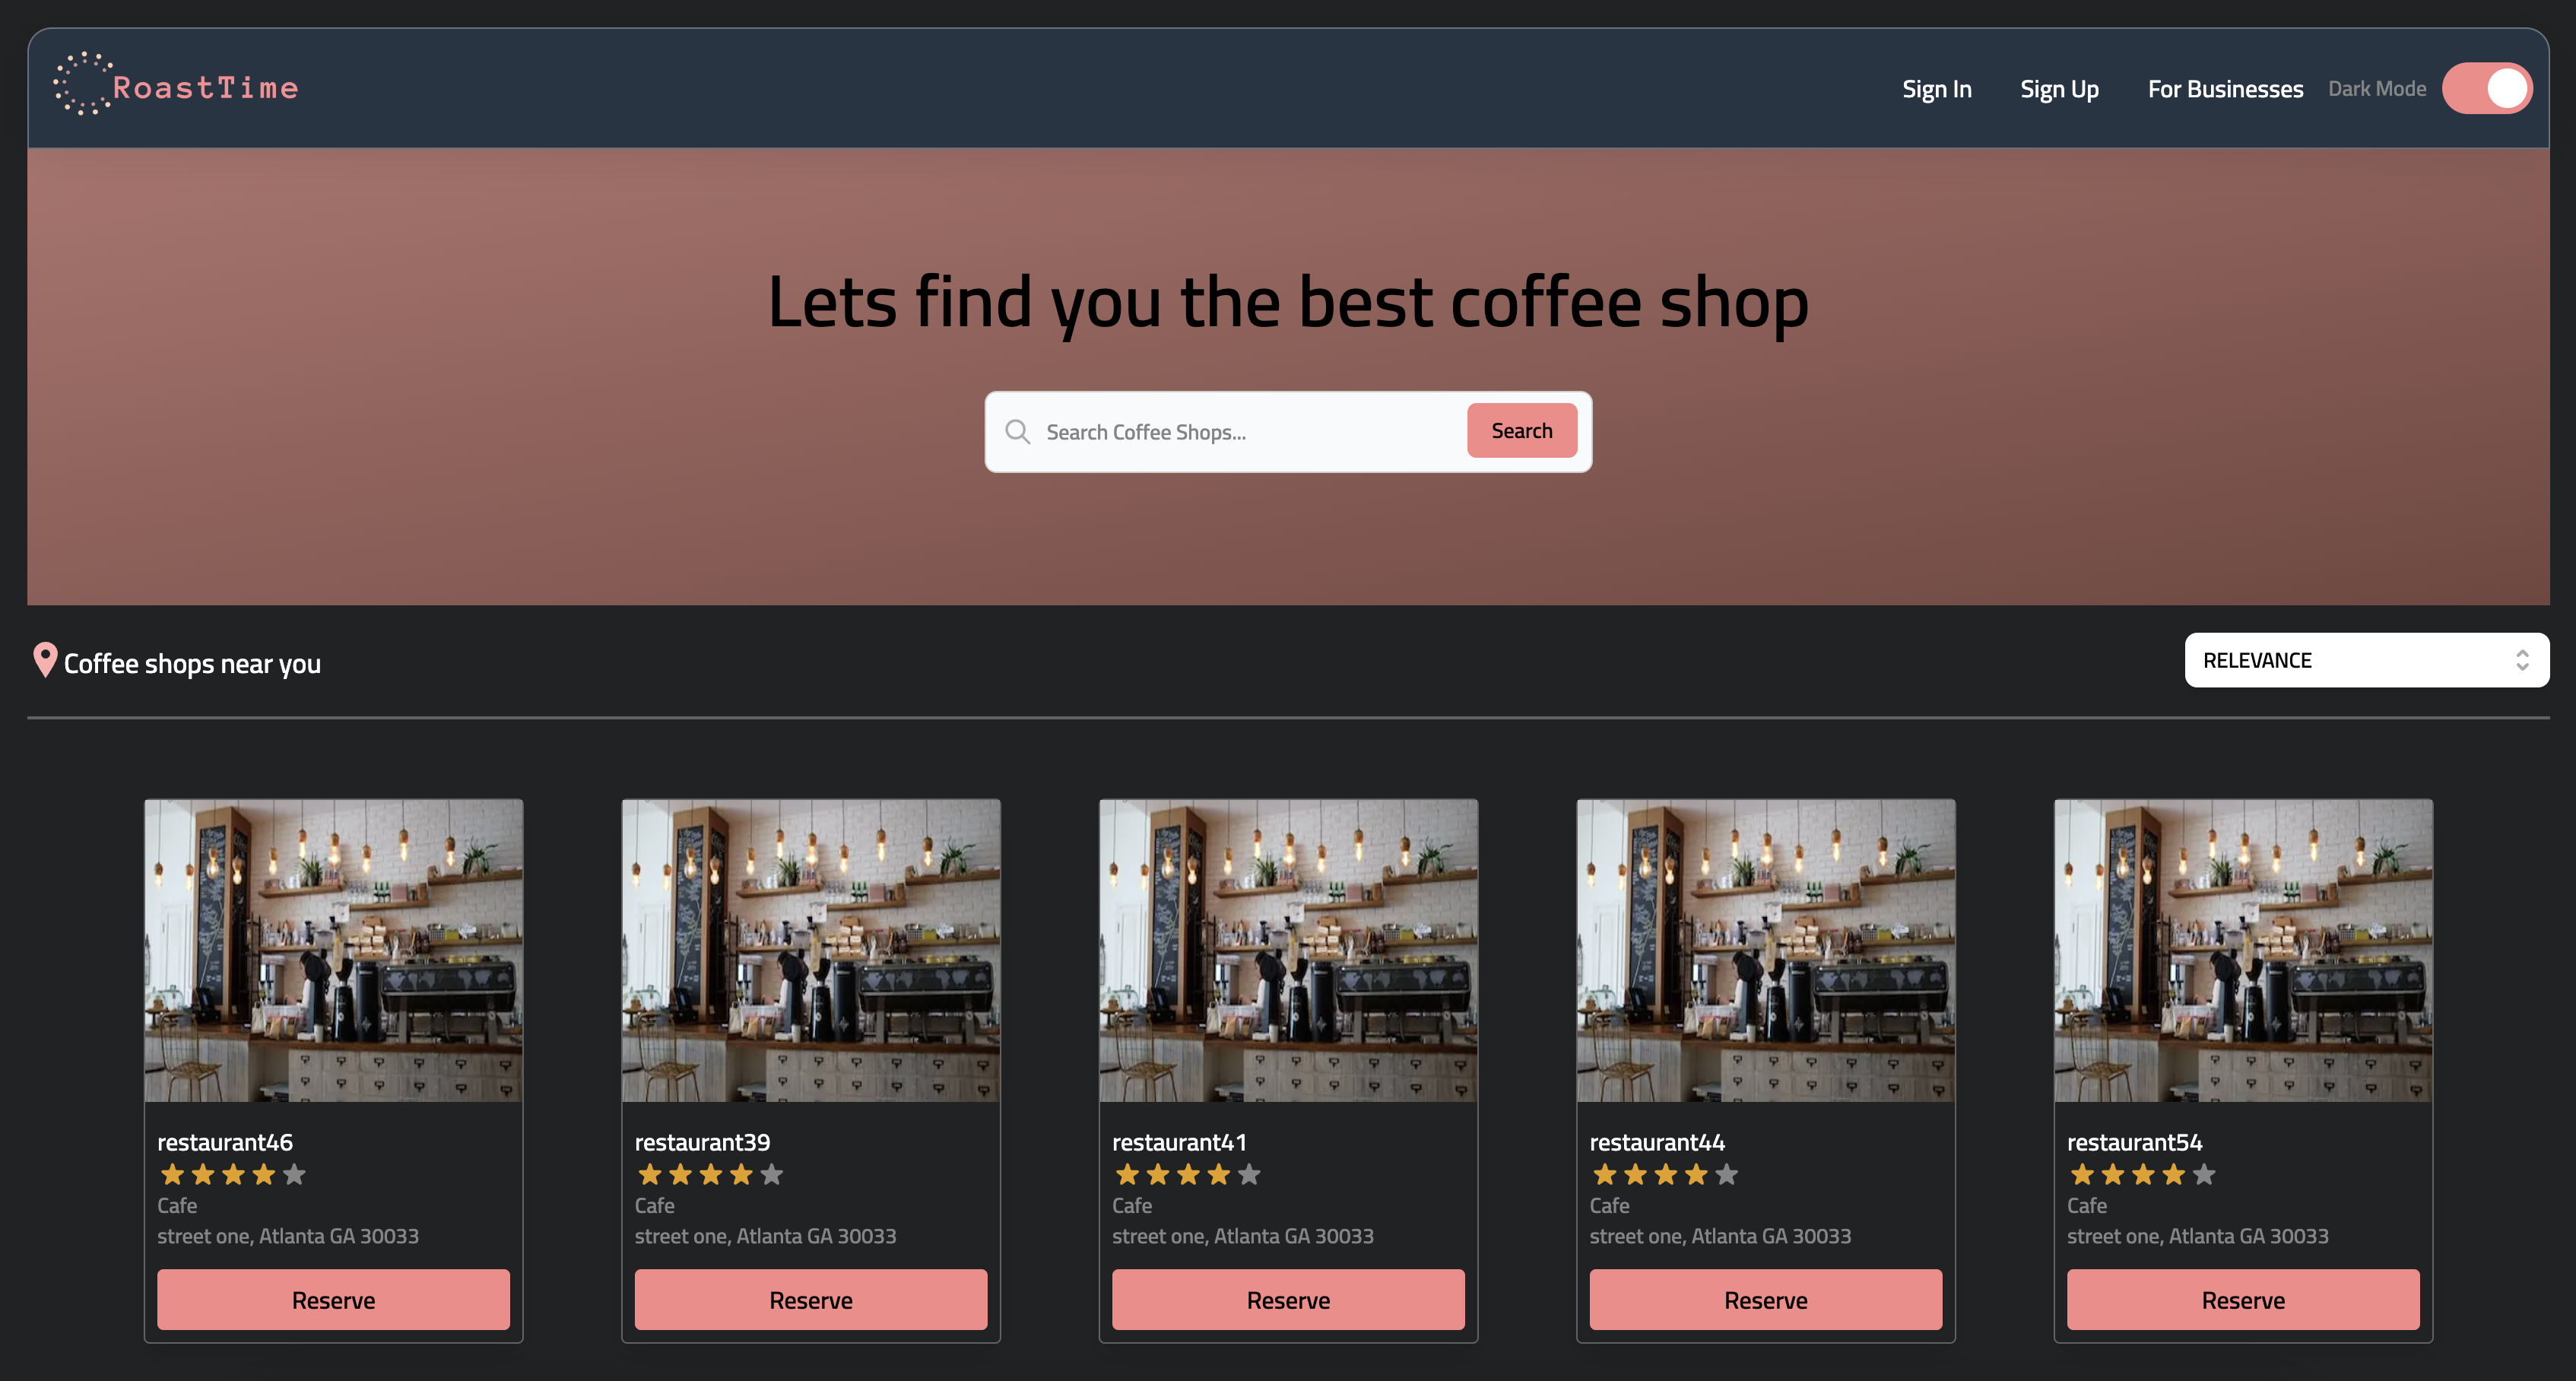 RoastTime
Sign In Sign Up For Businesses Dark Mode
Lets find you the best coffee shop
Search Coffee Shops...
Search
Coffee shops near you
RELEVANCE
restaurant46
Cafe
street one, Atlanta GA 30033
Reserve
restaurant39
Cafe
street one, Atlanta GA 30033
Reserve
restaurant41
Cafe
street one, Atlanta GA 30033
Reserve
restaurant44
Cafe
street one, Atlanta GA 30033
Reserve
restaurant54
Cafe
street one, Atlanta GA 30033
Reserve